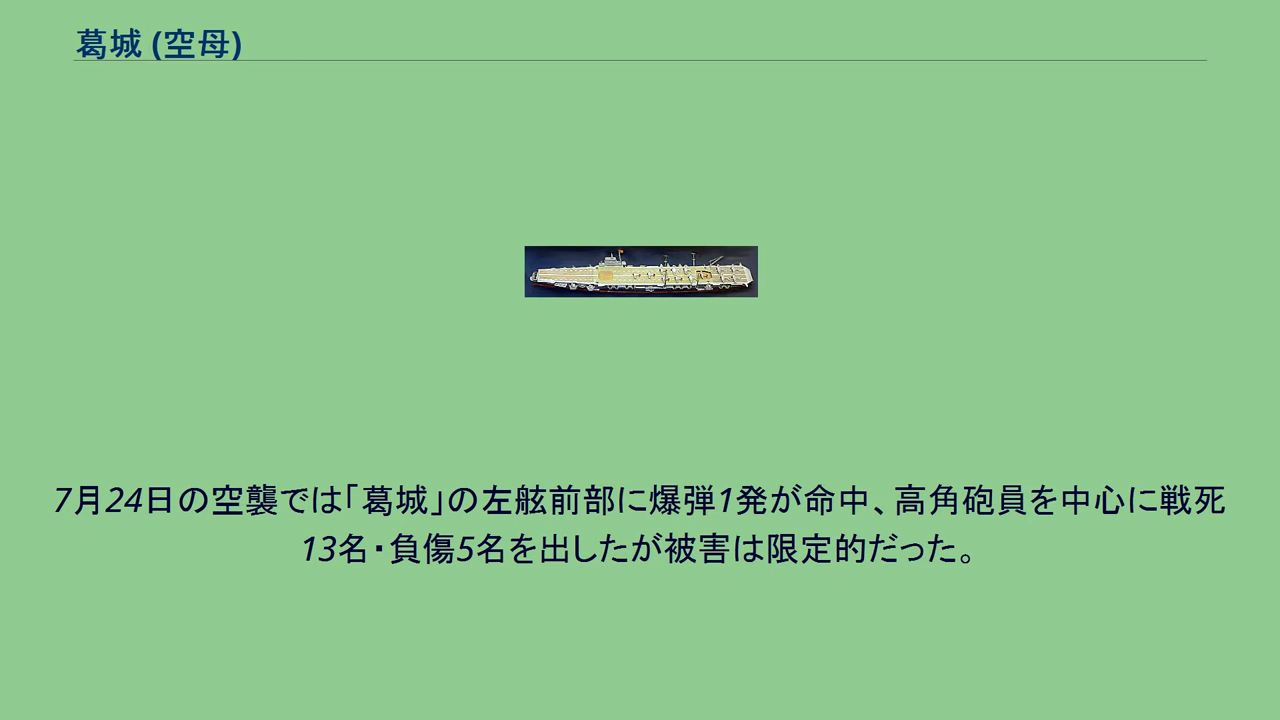 葛城 (空母)
7月24日の空襲では「葛城」の左舷前部に爆弾1発が命中、高角砲員を中心に戦死
13名・負傷5名を出したが被害は限定的だった。